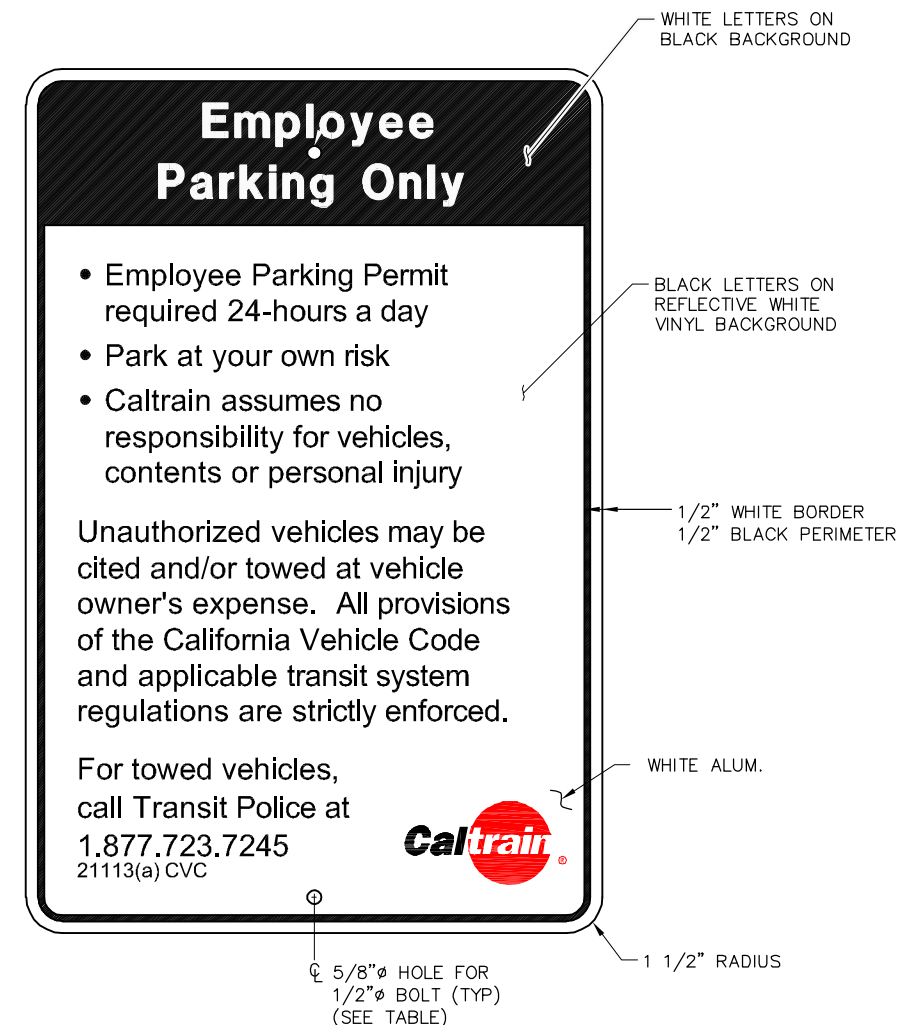 WHITE LETTERS ON
BLACK BACKGROUND
Employee
Parking Only
• Employee Parking Permit
required 24-hours a day
• Park at your own risk
• Caltrain assumes no
responsibility for vehicles,
contents or personal injury
BLACK LETTERS ON
REFLECTIVE WHITE
VINYL BACKGROUND
1/2" WHITE BORDER
1/2" BLACK PERIMETER
Unauthorized vehicles may be
cited and/or towed at vehicle
owner's expense. All provisions
of the California Vehicle Code
and applicable transit system
regulations are strictly enforced.
WHITE ALUM.
For towed vehicles,
call Transit Police at
1.877.723.7245
21113(a) CVC
Caltrain®
1 1/2" RADIUS
℄ 5/8"ø HOLE FOR
1/2"ø BOLT (TYP)
(SEE TABLE)